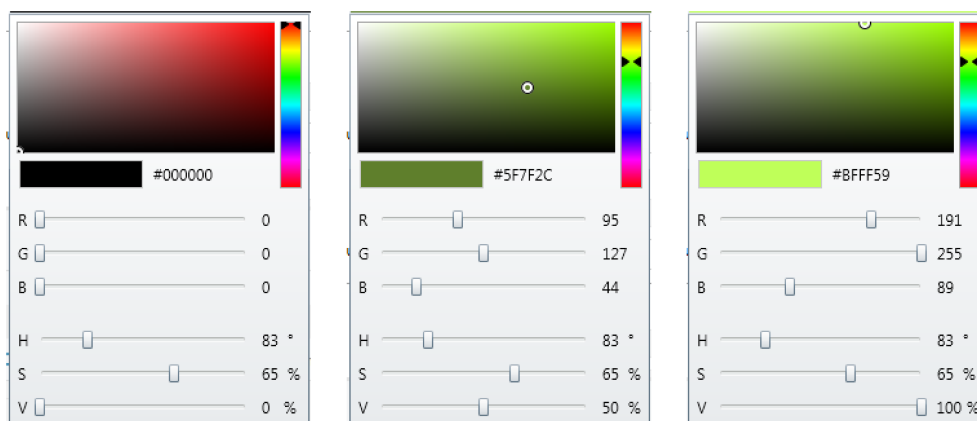 #000000
R 0
G 0
B 0
H 83 °
S 65 %
V 0 %
#5F7F2C
R 95
G 127
B 44
H 83 °
S 65 %
V 50 %
#BFFF59
R 191
G 255
B 89
H 83 °
S 65 %
V 100 %